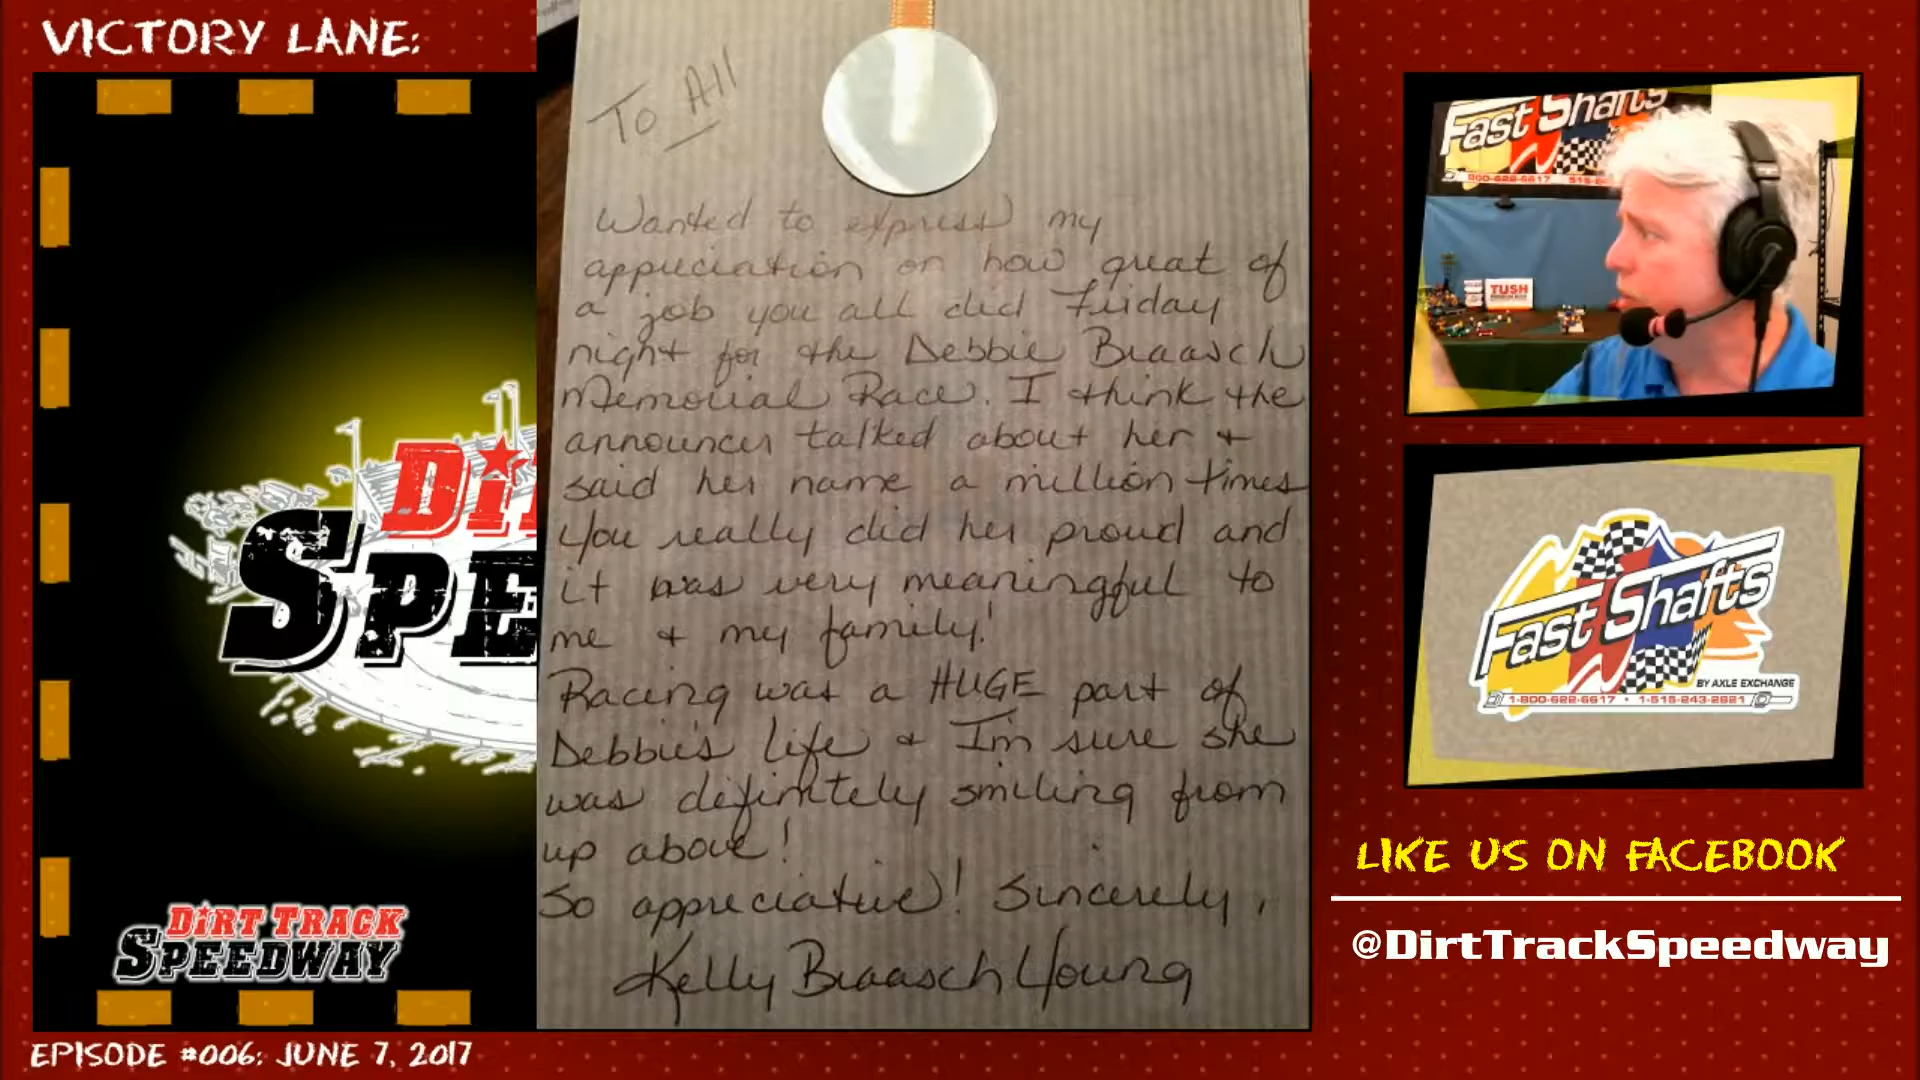 VICTORY LANE:
To All
Wanted to express my
appreciation on how great of
a job you all did Friday
night for the Debbie Braasch
Memorial Race. I think the
announcer talked about her +
said her name a million times
You really did her proud and
it was very meaningful to
me + my family!
Racing was a HUGE part of
Debbie's life + I'm sure she
was definitely smiling from
up above!
So appreciative! Sincerely,
Kelly Braasch Young
DiRT TRACK
SPEEDWAY
EPISODE #006: JUNE 7, 2017
Fast Shafts
800-622-6617
TUSH
Fast Shafts
BY AXLE EXCHANGE
1-800-622-6617 • 1-515-243-2621
LIKE US ON FACEBOOK
@DirtTrackSpeedway